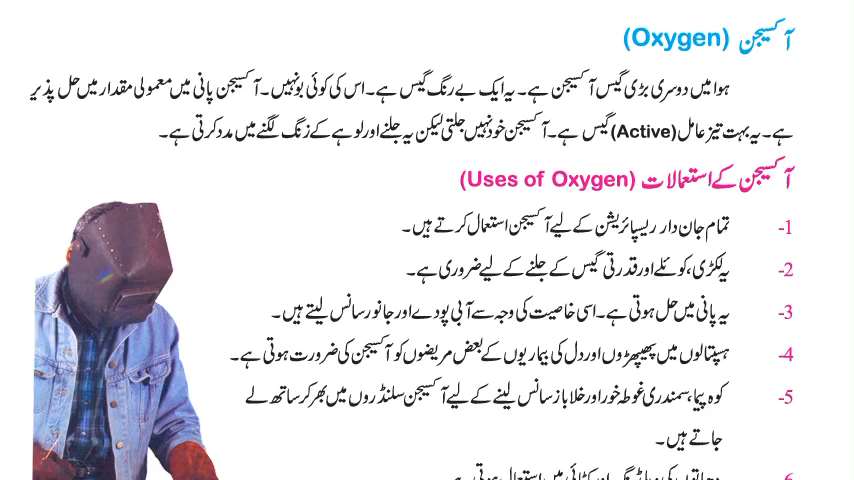 آکسیجن (Oxygen)
ہوا میں دوسری بڑی گیس آکسیجن ہے۔ یہ ایک بے رنگ گیس ہے۔ اس کی کوئی بو نہیں۔ آکسیجن پانی میں معمولی مقدار میں حل پذیر
ہے۔ یہ بہت تیز عامل (Active) گیس ہے۔ آکسیجن خود نہیں جلتی لیکن یہ جلنے اور لوہے کے زنگ لگنے میں مدد کرتی ہے۔
آکسیجن کے استعمالات (Uses of Oxygen)
1- تمام جان دار ریسپائریشن کے لیے آکسیجن استعمال کرتے ہیں۔
2- یہ لکڑی، کوئلے اور قدرتی گیس کے جلنے کے لیے ضروری ہے۔
3- یہ پانی میں حل ہوتی ہے۔ اسی خاصیت کی وجہ سے آبی پودے اور جانور سانس لیتے ہیں۔
4- ہسپتالوں میں پھیپھڑوں اور دل کی بیماریوں کے بعض مریضوں کو آکسیجن کی ضرورت ہوتی ہے۔
5- کوہ پیما، سمندری غوطہ خور اور خلا باز سانس لینے کے لیے آکسیجن سلنڈروں میں بھر کر ساتھ لے
جاتے ہیں۔